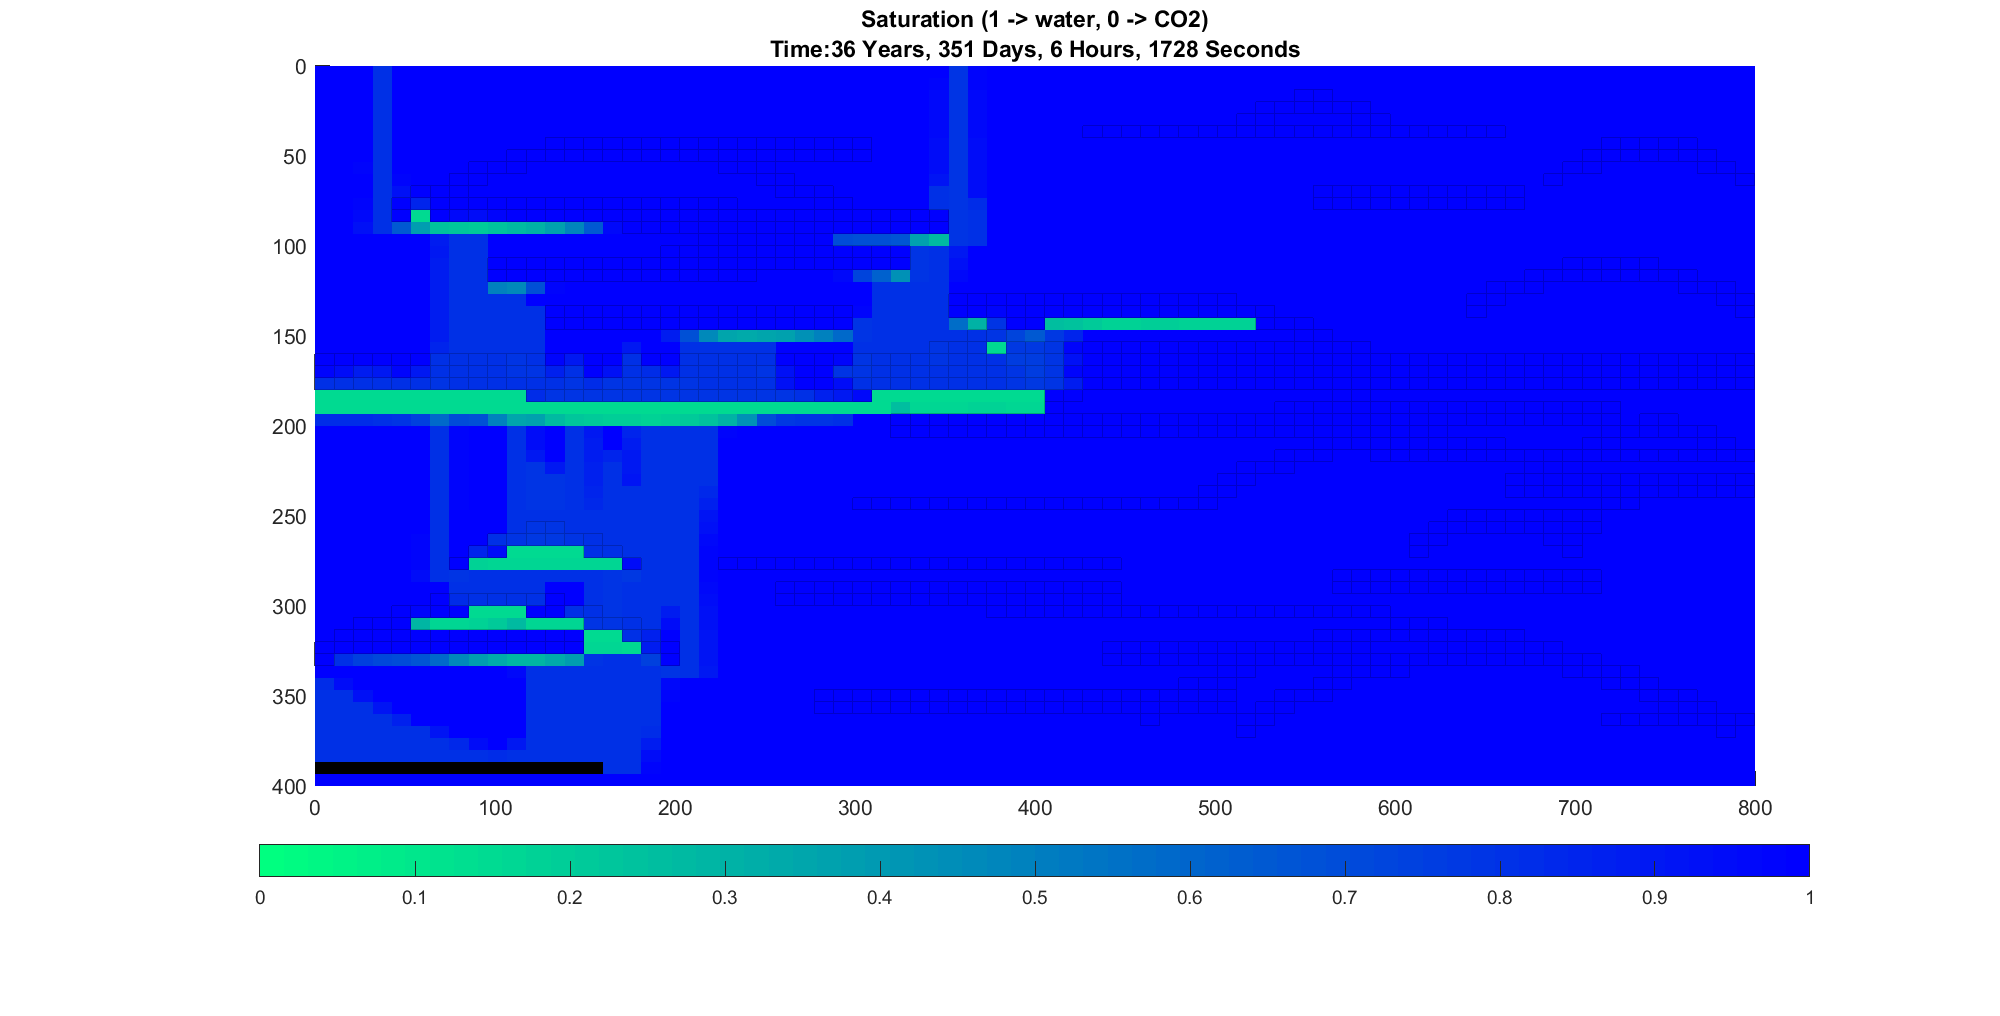 Saturation (1 -> water, 0 -> CO2)
Time:36 Years, 351 Days, 6 Hours, 1728 Seconds
0
50
100
150
200
250
300
350
400
0 100 200 300 400 500 600 700 800
0 0.1 0.2 0.3 0.4 0.5 0.6 0.7 0.8 0.9 1